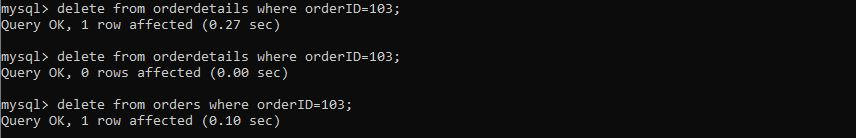 mysql> delete from orderdetails where orderID=103;
Query OK, 1 row affected (0.27 sec)
mysql> delete from orderdetails where orderID=103;
Query OK, 0 rows affected (0.00 sec)
mysql> delete from orders where orderID=103;
Query OK, 1 row affected (0.10 sec)